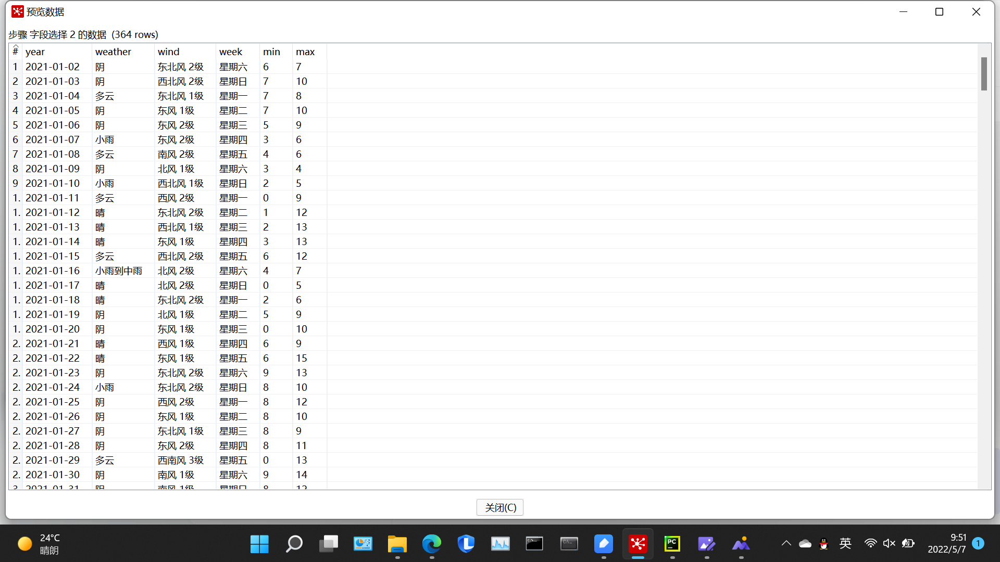 预览数据
步骤 字段选择 2 的数据 (364 rows)
# year weather wind week min max
1 2021-01-02 阴 东北风 2级 星期六 6 7
2 2021-01-03 阴 西北风 2级 星期日 7 10
3 2021-01-04 多云 东北风 1级 星期一 7 8
4 2021-01-05 阴 东风 1级 星期二 7 10
5 2021-01-06 阴 东风 2级 星期三 5 9
6 2021-01-07 小雨 东风 2级 星期四 3 6
7 2021-01-08 多云 南风 2级 星期五 4 6
8 2021-01-09 阴 北风 1级 星期六 3 4
9 2021-01-10 小雨 西北风 1级 星期日 2 5
1. 2021-01-11 多云 西风 2级 星期一 0 9
1. 2021-01-12 晴 东北风 2级 星期二 1 12
1. 2021-01-13 晴 西北风 1级 星期三 2 13
1. 2021-01-14 晴 东风 1级 星期四 3 13
1. 2021-01-15 多云 西北风 2级 星期五 6 12
1. 2021-01-16 小雨到中雨 北风 2级 星期六 4 7
1. 2021-01-17 晴 北风 2级 星期日 0 5
1. 2021-01-18 晴 东北风 2级 星期一 2 6
1. 2021-01-19 阴 北风 1级 星期二 5 9
1. 2021-01-20 阴 东风 1级 星期三 0 10
2. 2021-01-21 晴 西风 1级 星期四 6 9
2. 2021-01-22 晴 东风 1级 星期五 6 15
2. 2021-01-23 阴 东北风 2级 星期六 9 13
2. 2021-01-24 小雨 东北风 2级 星期日 8 10
2. 2021-01-25 阴 西风 2级 星期一 8 12
2. 2021-01-26 阴 东风 1级 星期二 8 10
2. 2021-01-27 阴 东北风 1级 星期三 8 9
2. 2021-01-28 阴 东风 2级 星期四 8 11
2. 2021-01-29 多云 西南风 3级 星期五 0 13
2. 2021-01-30 阴 南风 1级 星期六 9 14
3. 2021-01-31 阴 南风 1级 星期日 8 12
关闭(C)
24°C
晴朗
PC
英
9:51
2022/5/7
1